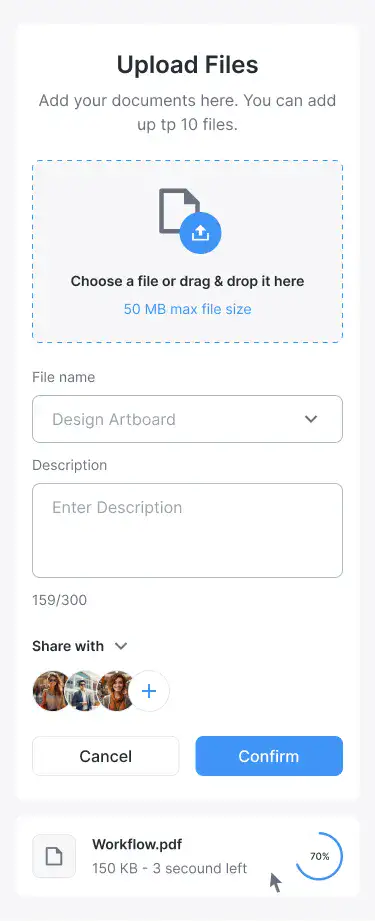 Upload Files
Add your documents here. You can add
up tp 10 files.
Choose a file or drag & drop it here
50 MB max file size
File name
Design Artboard
Description
Enter Description
159/300
Share with
Cancel
Confirm
Workflow.pdf
150 KB - 3 secound left
70%